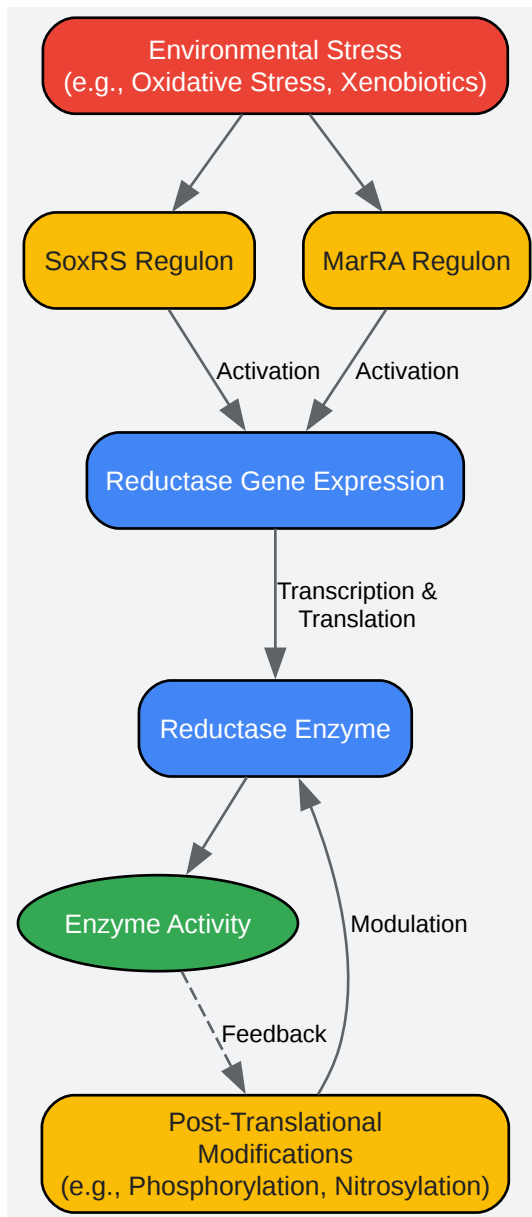 Environmental Stress
(e.g., Oxidative Stress, Xenobiotics)
SoxRS Regulon
MarRA Regulon
Activation
Activation
Reductase Gene Expression
Transcription &
Translation
Reductase Enzyme
Enzyme Activity
Modulation
Feedback
Post-Translational
Modifications
(e.g., Phosphorylation, Nitrosylation)